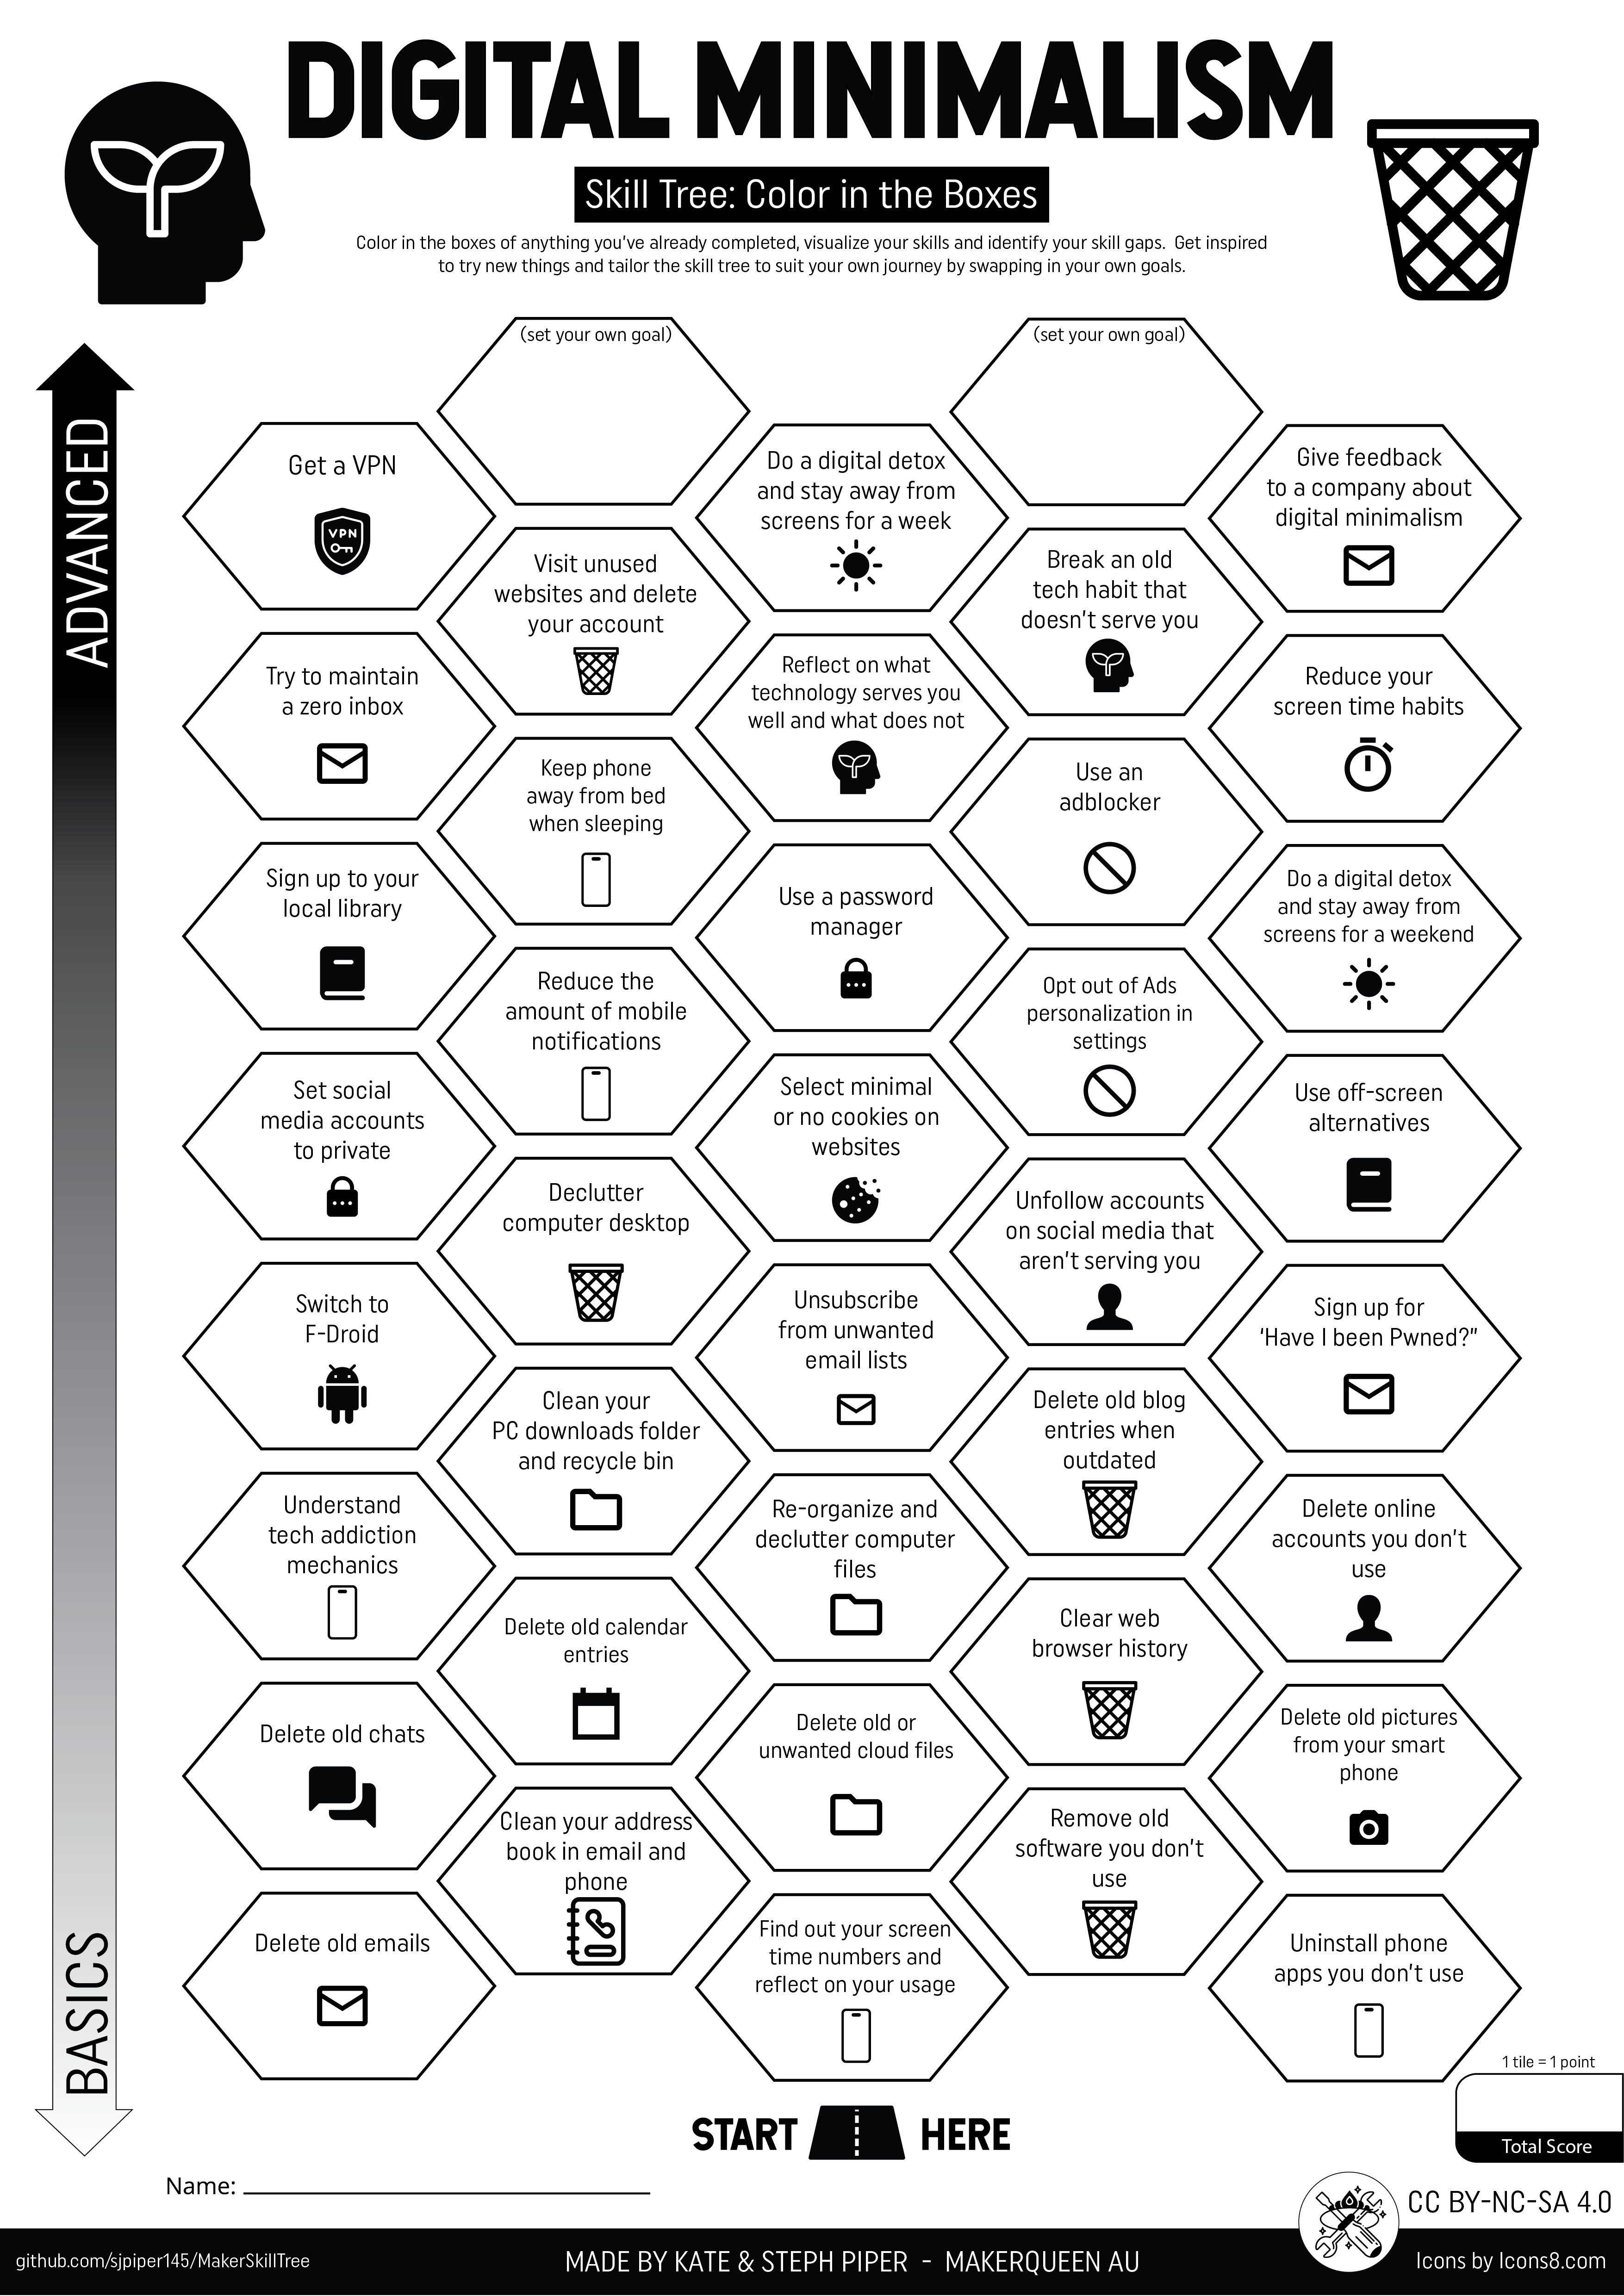 DIGITAL MINIMALISM
Skill Tree: Color in the Boxes
Color in the boxes of anything you've already completed, visualize your skills and identify your skill gaps. Get inspired
to try new things and tailor the skill tree to suit your own journey by swapping in your own goals.
ADVANCED
BASICS
(set your own goal)
(set your own goal)
Get a VPN
VPN
Do a digital detox
and stay away from
screens for a week
Give feedback
to a company about
digital minimalism
Visit unused
websites and delete
your account
Break an old
tech habit that
doesn't serve you
Try to maintain
a zero inbox
Reflect on what
technology serves you
well and what does not
Reduce your
screen time habits
Keep phone
away from bed
when sleeping
Use an
adblocker
Sign up to your
local library
Use a password
manager
Do a digital detox
and stay away from
screens for a weekend
Reduce the
amount of mobile
notifications
Opt out of Ads
personalization in
settings
Set social
media accounts
to private
Select minimal
or no cookies on
websites
Use off-screen
alternatives
Declutter
computer desktop
Unfollow accounts
on social media that
aren't serving you
Switch to
F-Droid
Unsubscribe
from unwanted
email lists
Sign up for
'Have I been Pwned?"
Clean your
PC downloads folder
and recycle bin
Delete old blog
entries when
outdated
Understand
tech addiction
mechanics
Re-organize and
declutter computer
files
Delete online
accounts you don't
use
Delete old calendar
entries
Clear web
browser history
Delete old chats
Delete old or
unwanted cloud files
Delete old pictures
from your smart
phone
Clean your address
book in email and
phone
Remove old
software you don't
use
Delete old emails
Find out your screen
time numbers and
reflect on your usage
Uninstall phone
apps you don't use
1 tile = 1 point
Total Score
START HERE
Name:
CC BY-NC-SA 4.0
github.com/sjpiper145/MakerSkillTree
MADE BY KATE & STEPH PIPER - MAKERQUEEN AU
Icons by Icons8.com